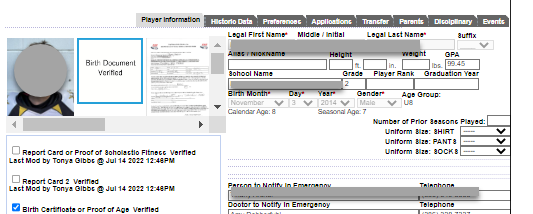 Player Information Historic Data Preferences Applications Transfer Parents Disciplinary Events
Birth Document
Verified
Legal First Name* Middle / Initial Legal Last Name* Suffix
Alias / NickName Height Weight GPA
ft. in. lbs. 99.45
School Name Grade Player Rank Graduation Year
2
Birth Month* Day* Year* Gender* Age Group:
November 3 2014 Male U8
Calendar Age: 8 Seasonal Age: 7
Number of Prior Seasons Played:
Uniform Size: SHIRT -----
Uniform Size: PANTS -----
Uniform Size: SOCKS -----
Report Card or Proof of Scholastic Fitness Verified
Last Mod by Tonya Gibbs @ Jul 14 2022 12:46PM
Report Card 2 Verified
Last Mod by Tonya Gibbs @ Jul 14 2022 12:46PM
Birth Certificate or Proof of Age Verified
Person to Notify In Emergency Telephone
Doctor to Notify In Emergency Telephone